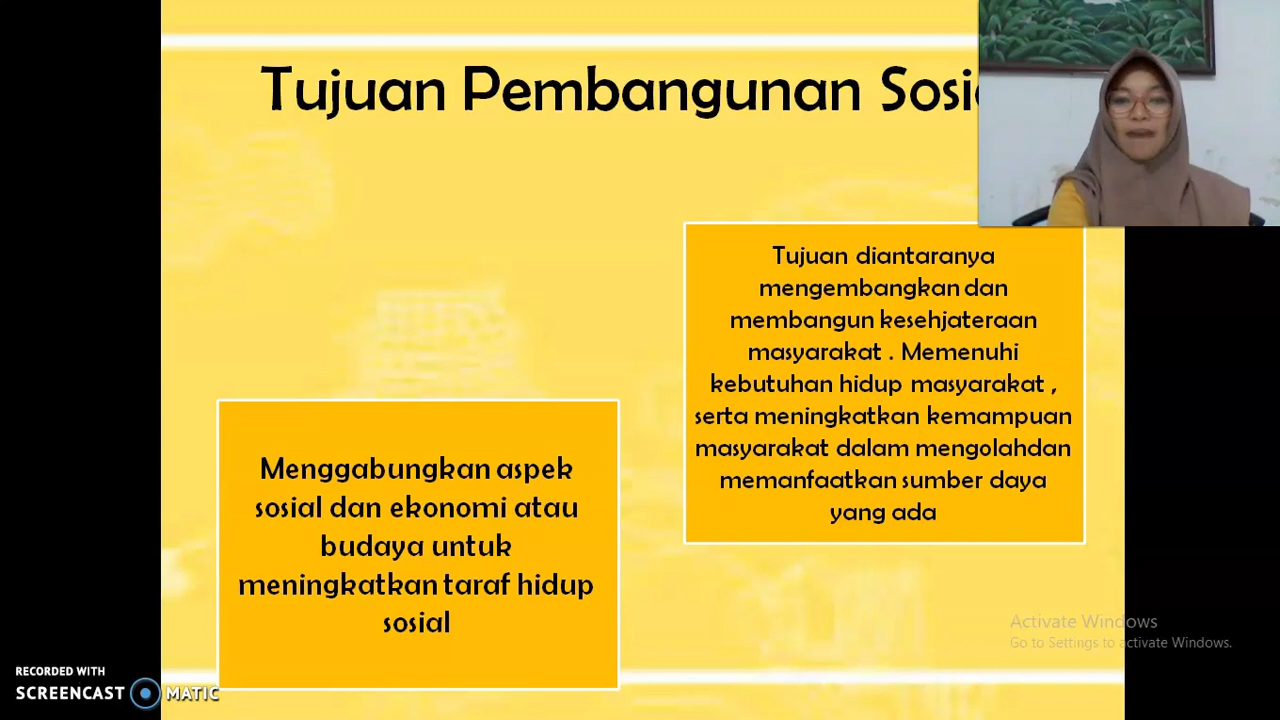 Tujuan Pembangunan
Tujuan diantaranya
mengembangkan dan
membangun kesehjateraan
masyarakat . Memenuhi
kebutuhan hidup masyarakat ,
serta meningkatkan kemampuan
masyarakat dalam mengolahdan
memanfaatkan sumber daya
yang ada
Menggabungkan aspek
sosial dan ekonomi atau
budaya untuk
meningkatkan taraf hidup
sosial
Activate Windows
Go to Settings to activate Windows.
RECORDED WITH
SCREENCAST MATIC